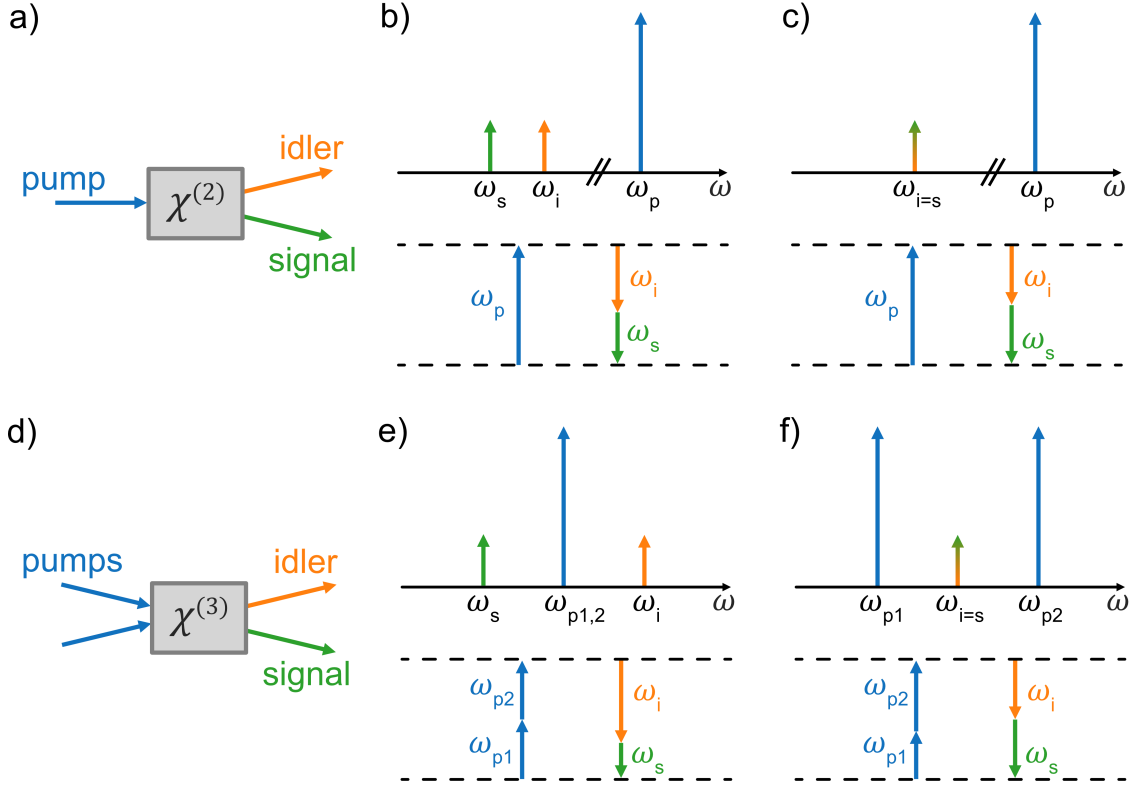 a)
pump
χ(2)
idler
signal
b)
ωs
ωi
ωp
ω
ωp
ωi
ωs
c)
ωi=s
ωp
ω
ωp
ωi
ωs
d)
pumps
χ(3)
idler
signal
e)
ωs
ωp1,2
ωi
ω
ωp2
ωp1
ωi
ωs
f)
ωp1
ωi=s
ωp2
ω
ωp2
ωp1
ωi
ωs